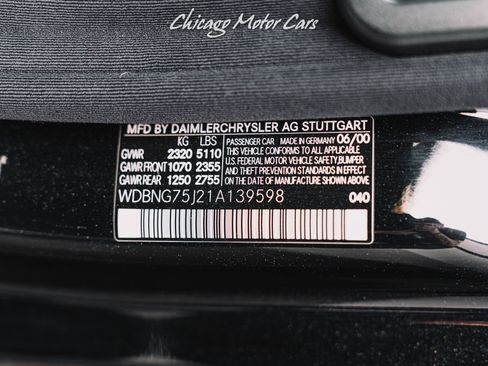 Chicago Motor Cars
MFD BY DAIMLERCHRYSLER AG STUTTGART
KG LBS PASSENGER CAR MADE IN GERMANY 06/00
GVWR 2320 5110 THIS VEHICLE CONFORMS TO ALL APPLICABLE
GAWR FRONT 1070 2355 U.S. FEDERAL MOTOR VEHICLE SAFETY, BUMPER
GAWR REAR 1250 2755 AND THEFT PREVENTION STANDARDS IN EFFECT
ON THE DATE OF MANUFACTURE SHOWN ABOVE
WDBNG75J21A139598 040